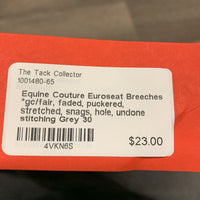 The Tack Collector
1001480-65
Equine Couture Euroseat Breeches
*gc/fair, faded, puckered,
stretched, snags, hole, undone
stitching Grey 30
$23.00
4VKN6S